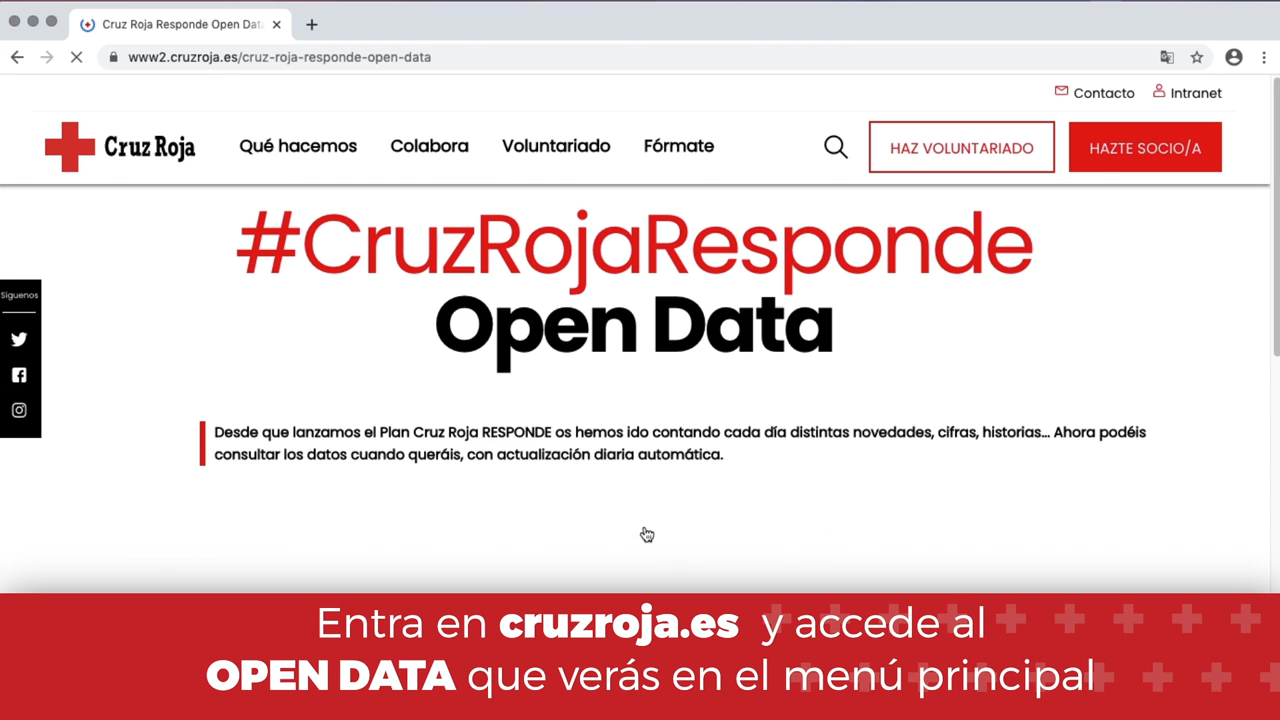 Cruz Roja Responde Open Dat
www2.cruzroja.es/cruz-roja-responde-open-data
Contacto
Intranet
Cruz Roja
Qué hacemos
Colabora
Voluntariado
Fórmate
HAZ VOLUNTARIADO
HAZTE SOCIO/A
#CruzRojaResponde
Open Data
Síguenos
Desde que lanzamos el Plan Cruz Roja RESPONDE os hemos ido contando cada día distintas novedades, cifras, historias... Ahora podéis
consultar los datos cuando queráis, con actualización diaria automática.
Entra en cruzroja.es y accede al
OPEN DATA que verás en el menú principal